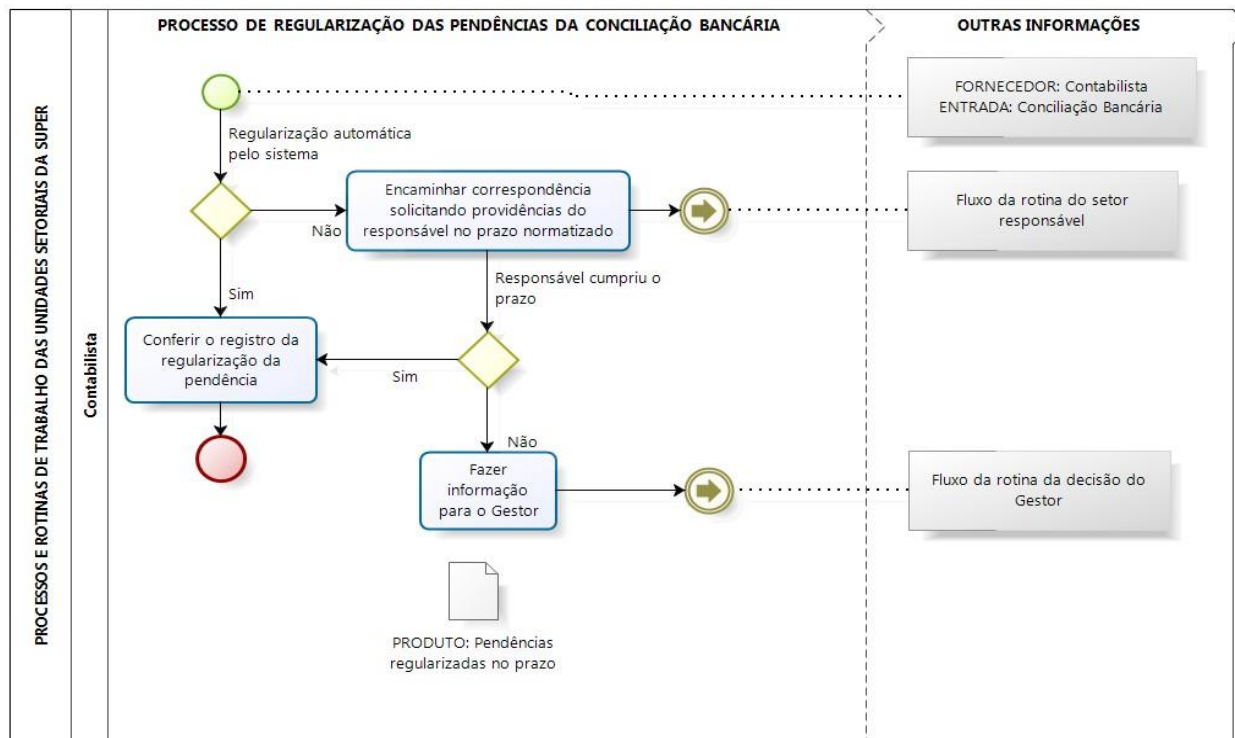 PROCESSO DE REGULARIZAÇÃO DAS PENDÊNCIAS DA CONCILIAÇÃO BANCÁRIA
OUTRAS INFORMAÇÕES
PROCESSOS E ROTINAS DE TRABALHO DAS UNIDADES SETORIAIS DA SUPER
Contabilista
FORNECEDOR: Contabilista
ENTRADA: Conciliação Bancária
Regularização automática
pelo sistema
Encaminhar correspondência
solicitando providências do
responsável no prazo normatizado
Não
Fluxo da rotina do setor
responsável
Sim
Responsável cumpriu o
prazo
Conferir o registro da
regularização da
pendência
Sim
Não
Fazer
informação
para o Gestor
Fluxo da rotina da decisão do
Gestor
PRODUTO: Pendências
regularizadas no prazo